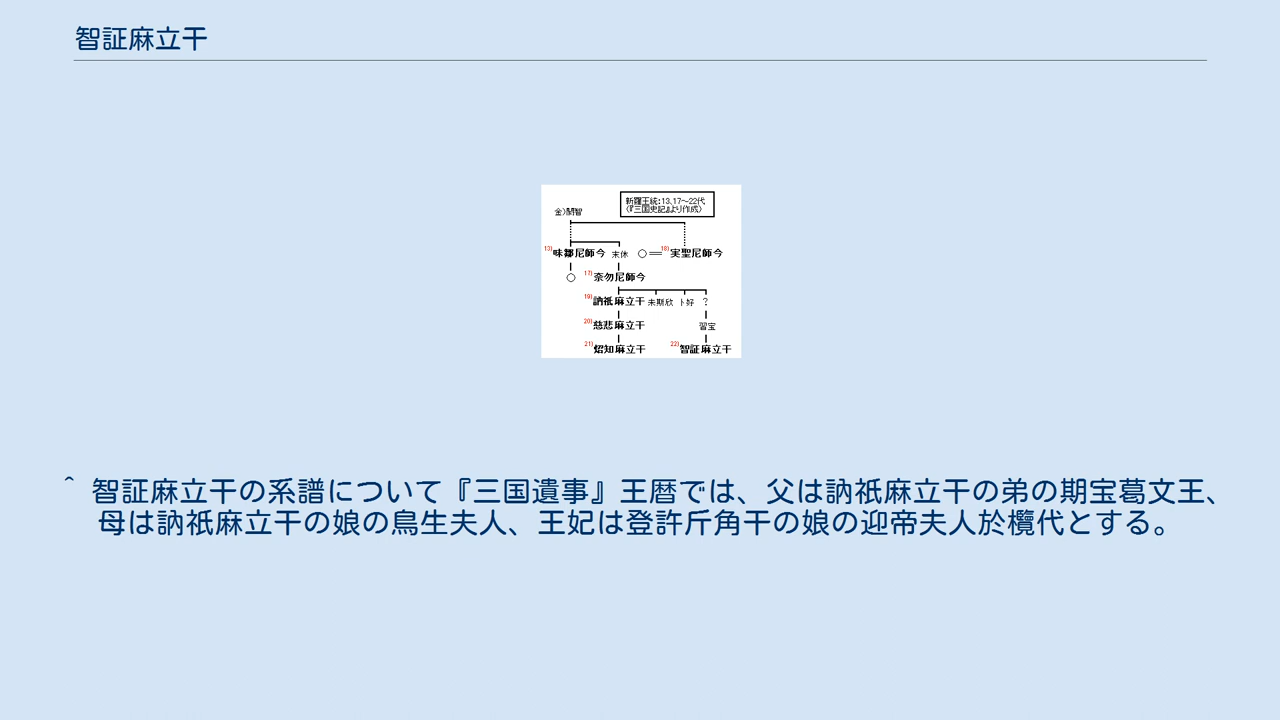 智証麻立干
新羅王統:13,17~22代
(『三国史記』より作成)
金)閼智
13)味鄒尼師今 末休 ○ 18)実聖尼師今
○ 17)奈勿尼師今
19)訥祇麻立干 未期欣 卜好 ?
20)慈悲麻立干 習宝
21)炤知麻立干 22)智証麻立干
^ 智証麻立干の系譜について『三国遺事』王暦では、父は訥祇麻立干の弟の期宝葛文王、
母は訥祇麻立干の娘の鳥生夫人、王妃は登許斤角干の娘の迎帝夫人於欖代とする。